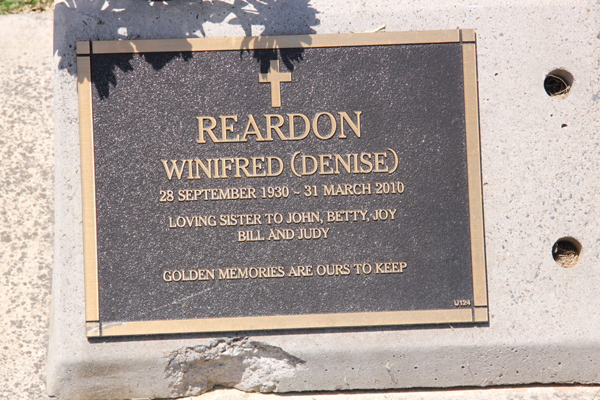 REARDON
WINIFRED (DENISE)
28 SEPTEMBER 1930 ~ 31 MARCH 2010
LOVING SISTER TO JOHN, BETTY, JOY
BILL AND JUDY
GOLDEN MEMORIES ARE OURS TO KEEP
U124